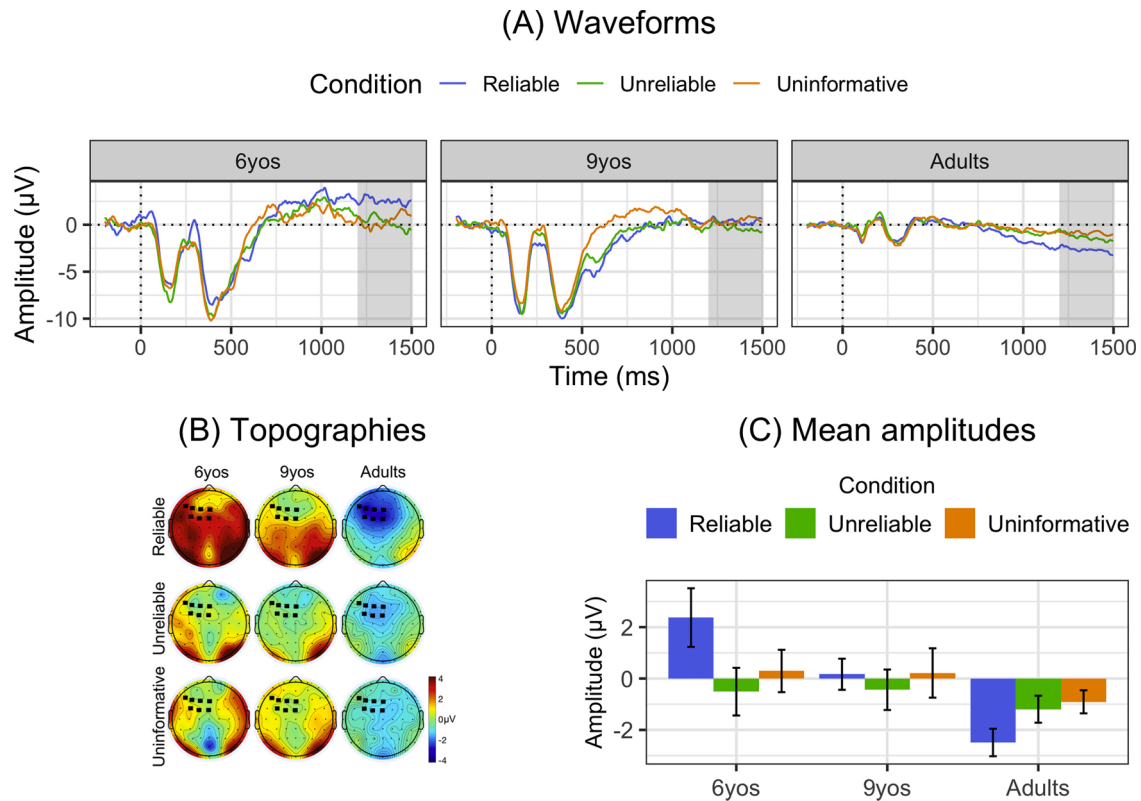 (A) Waveforms
Condition Reliable Unreliable Uninformative
6yos 9yos Adults
Amplitude (μV)
0
-5
-10
0 500 1000 1500 0 500 1000 1500 0 500 1000 1500
Time (ms)
(B) Topographies
6yos 9yos Adults
Reliable
Unreliable
Uninformative
4
2
0μV
-2
-4
(C) Mean amplitudes
Condition
Reliable Unreliable Uninformative
Amplitude (μV)
2
0
-2
6yos 9yos Adults